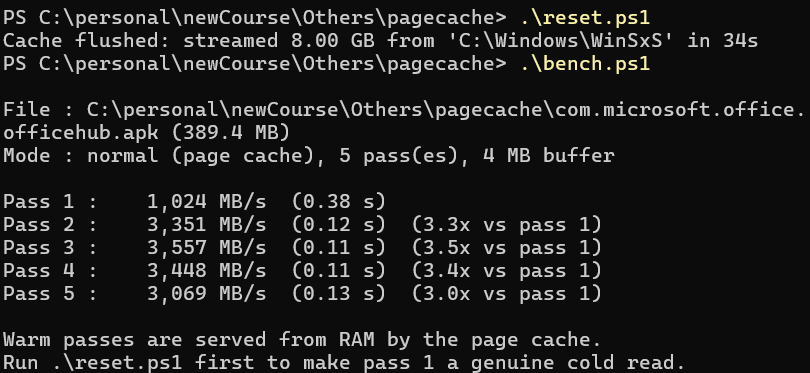 PS C:\personal\newCourse\Others\pagecache> .\reset.ps1
Cache flushed: streamed 8.00 GB from 'C:\Windows\WinSxS' in 34s
PS C:\personal\newCourse\Others\pagecache> .\bench.ps1
File : C:\personal\newCourse\Others\pagecache\com.microsoft.office.
officehub.apk (389.4 MB)
Mode : normal (page cache), 5 pass(es), 4 MB buffer
Pass 1 :    1,024 MB/s  (0.38 s)
Pass 2 :    3,351 MB/s  (0.12 s)  (3.3x vs pass 1)
Pass 3 :    3,557 MB/s  (0.11 s)  (3.5x vs pass 1)
Pass 4 :    3,448 MB/s  (0.11 s)  (3.4x vs pass 1)
Pass 5 :    3,069 MB/s  (0.13 s)  (3.0x vs pass 1)
Warm passes are served from RAM by the page cache.
Run .\reset.ps1 first to make pass 1 a genuine cold read.